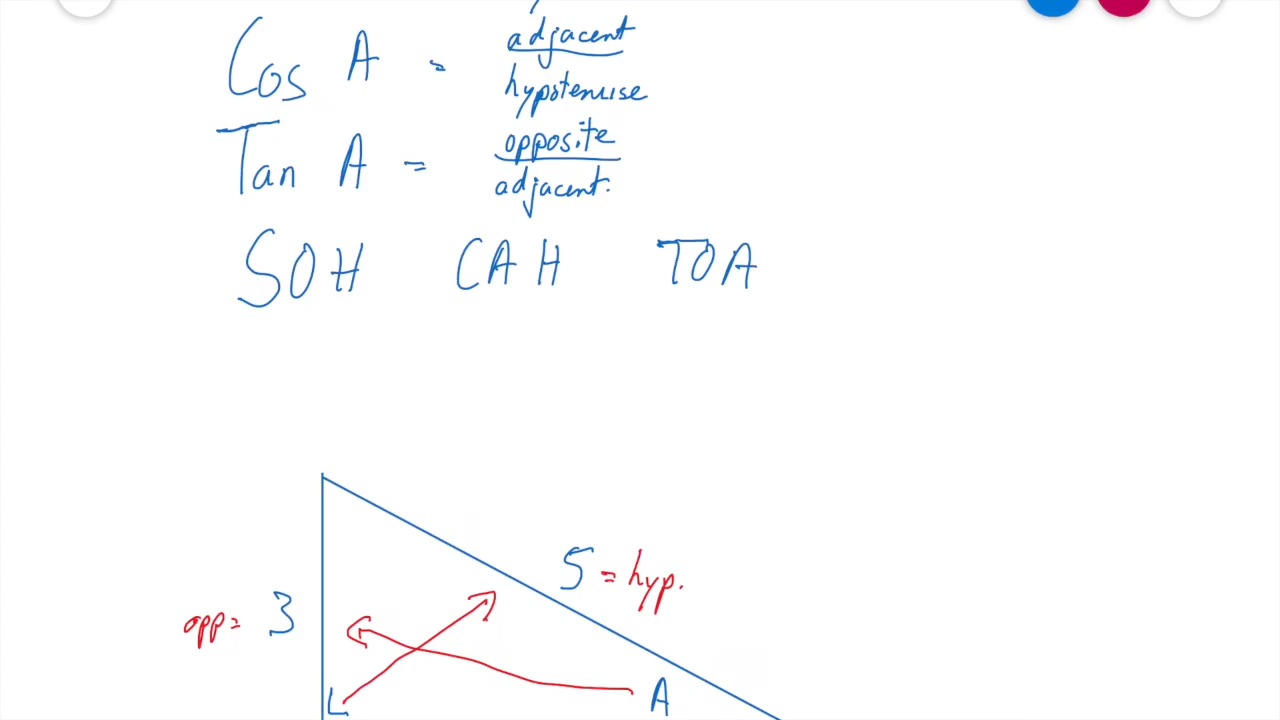 Cos A = adjacent
hypotenuse
Tan A = opposite
adjacent.
SOH CAH TOA
5 = hyp.
opp = 3
A